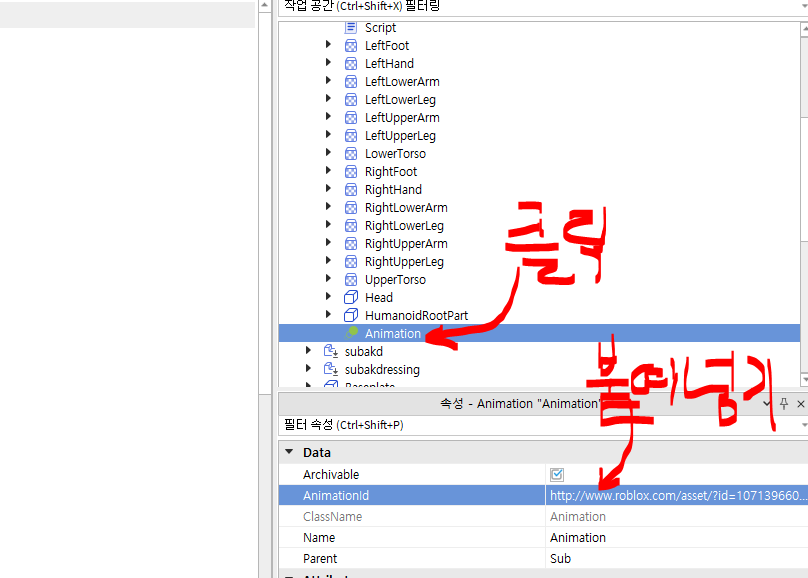 작업 공간 (Ctrl+Shift+X) 필터링
Script
LeftFoot
LeftHand
LeftLowerArm
LeftLowerLeg
LeftUpperArm
LeftUpperLeg
LowerTorso
RightFoot
RightHand
RightLowerArm
RightLowerLeg
RightUpperArm
RightUpperLeg
UpperTorso
Head
HumanoidRootPart
Animation
subakd
subakdressing
Baseplate
클릭
붙여넣기
속성 - Animation "Animation"
필터 속성 (Ctrl+Shift+P)
Data
Archivable
AnimationId http://www.roblox.com/asset/?id=107139660...
ClassName Animation
Name Animation
Parent Sub